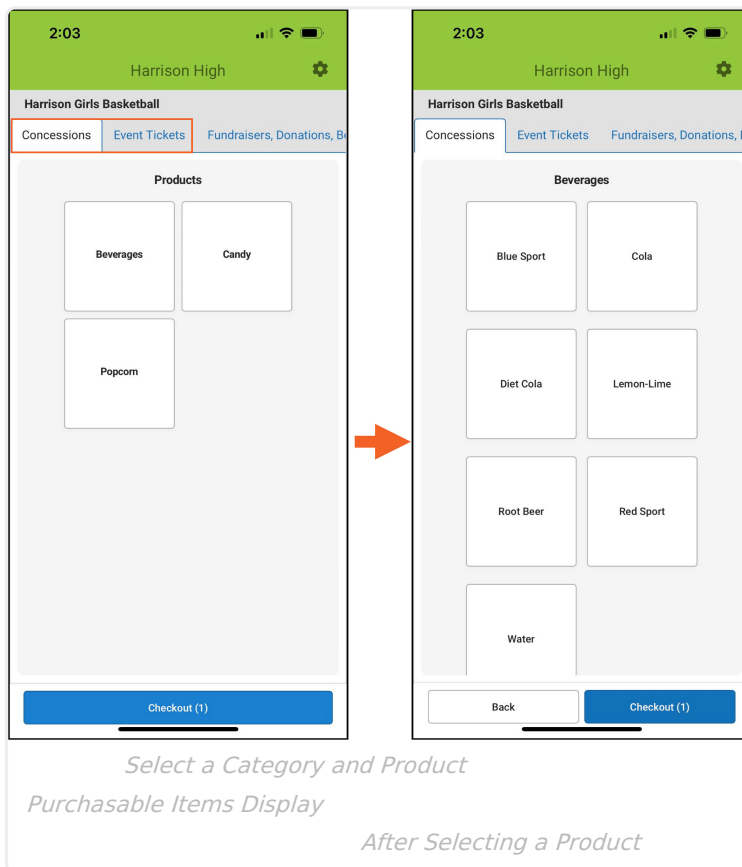 2:03
Harrison High
Harrison Girls Basketball
Concessions Event Tickets Fundraisers, Donations,
Products
Beverages Candy
Popcorn
Checkout (1)
2:03
Harrison High
Harrison Girls Basketball
Concessions Event Tickets Fundraisers, Donations,
Beverages
Blue Sport Cola
Diet Cola Lemon-Lime
Root Beer Red Sport
Water
Back Checkout (1)
Select a Category and Product
Purchasable Items Display
After Selecting a Product